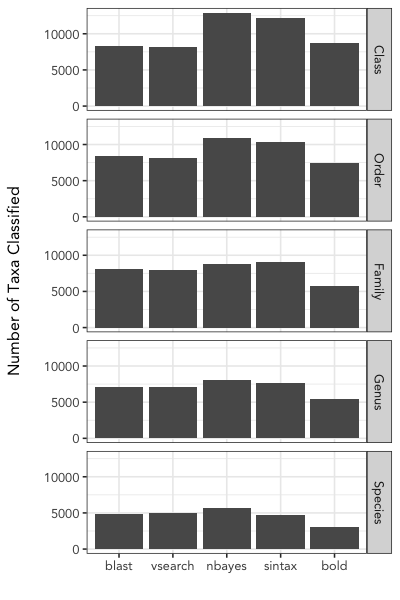 Number of Taxa Classified
10000
5000
0
Class
10000
5000
0
Order
10000
5000
0
Family
10000
5000
0
Genus
10000
5000
0
Species
blast vsearch nbayes sintax bold